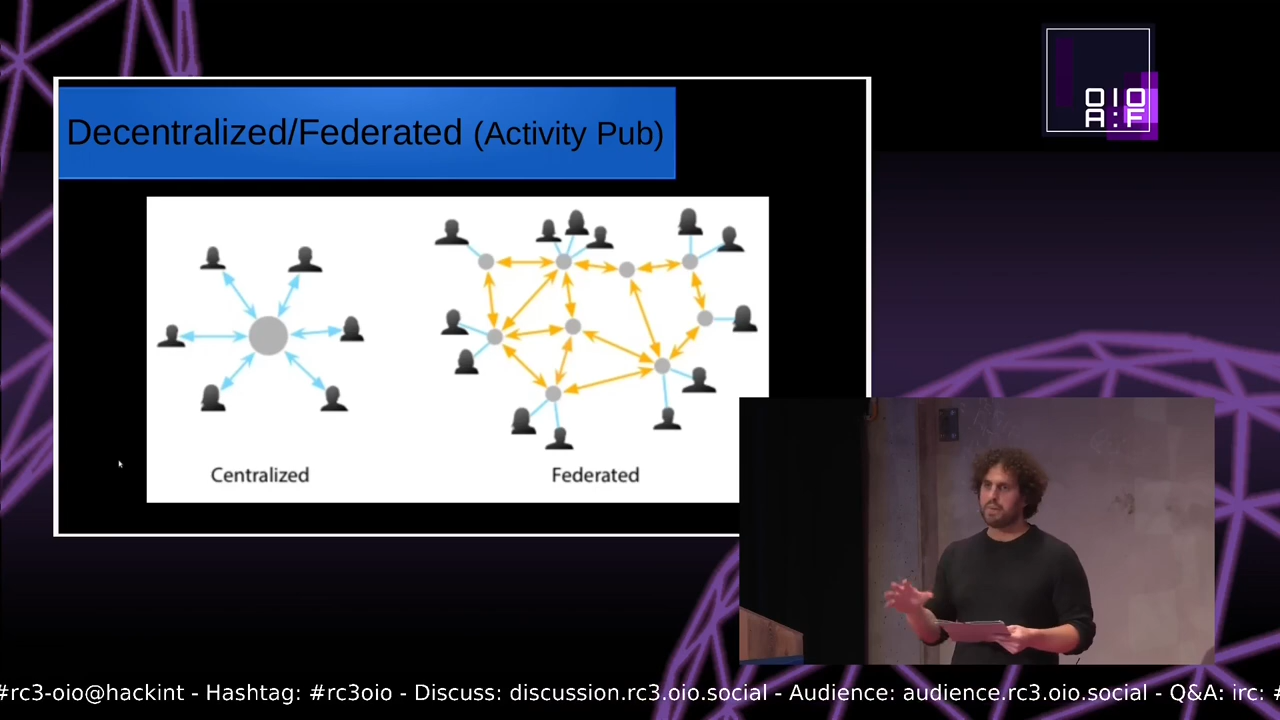 Decentralized/Federated (Activity Pub)
OIO
A:F
Centralized
Federated
#rc3-oio@hackint - Hashtag: #rc3oio - Discuss: discussion.rc3.oio.social - Audience: audience.rc3.oio.social - Q&A: irc: #